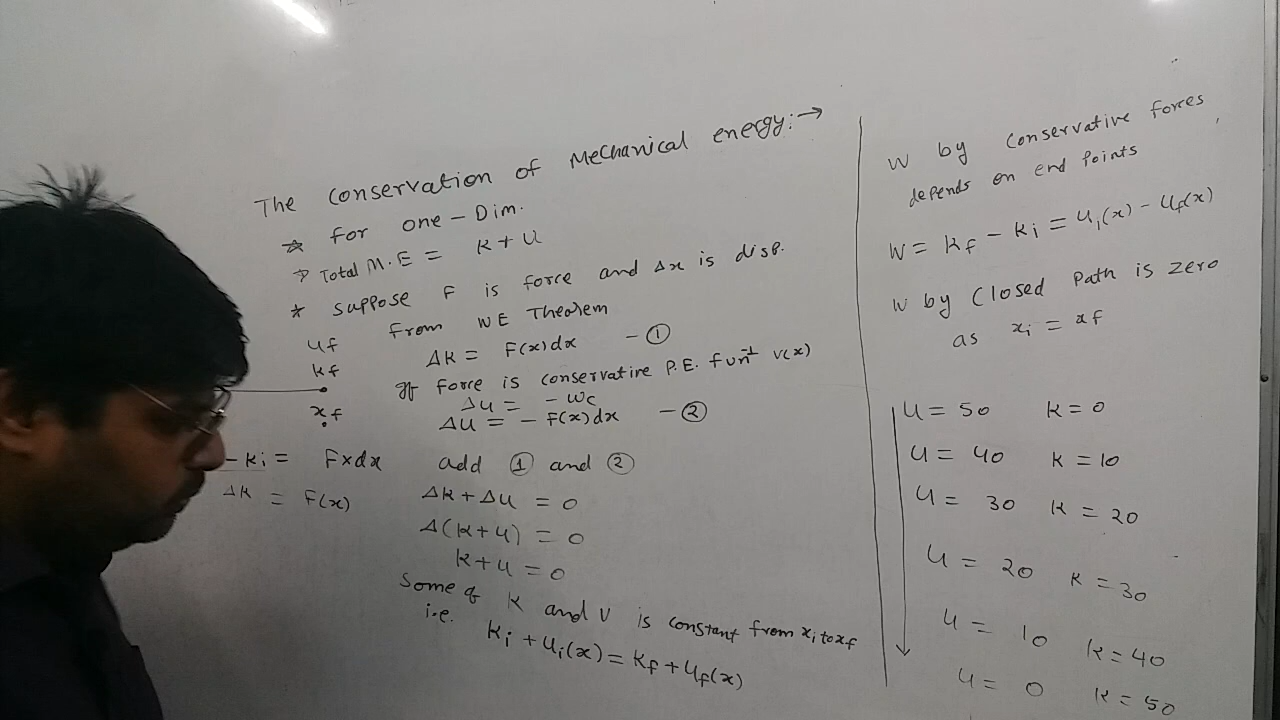 The conservation of Mechanical energy:→
☆ for one - Dim.
⇒ Total M.E = K + U
* suppose F is force and Δx is disp.
from WE Theorem
ΔK = F(x)dx - ①
If force is conservative P.E. funⁿ v(x)
ΔU = - Wc
ΔU = - F(x)dx - ②
add ① and ②
ΔK + ΔU = 0
Δ(K+U) = 0
K + U = 0
Some of K and U is constant from xi to xf
i.e.
Ki + Ui(x) = Kf + Uf(x)
Uf
Kf
xf
- Ki = Fxdx
ΔK = F(x)
W by conservative forces
depends on end Points
W = Kf - Ki = Ui(x) - Uf(x)
W by Closed Path is zero
as xi = xf
U = 50 K = 0
U = 40 K = 10
U = 30 K = 20
U = 20 K = 30
U = 10 K = 40
U = 0 K = 50